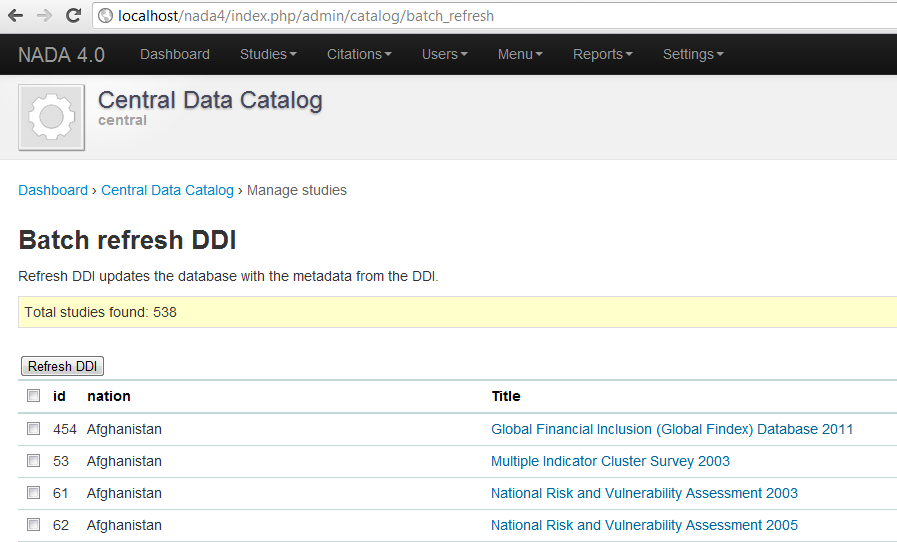 localhost/nada4/index.php/admin/catalog/batch_refresh
NADA 4.0 Dashboard Studies Citations Users Menu Reports Settings
Central Data Catalog
central
Dashboard › Central Data Catalog › Manage studies
Batch refresh DDI
Refresh DDI updates the database with the metadata from the DDI.
Total studies found: 538
Refresh DDI
id nation Title
454 Afghanistan Global Financial Inclusion (Global Findex) Database 2011
53 Afghanistan Multiple Indicator Cluster Survey 2003
61 Afghanistan National Risk and Vulnerability Assessment 2003
62 Afghanistan National Risk and Vulnerability Assessment 2005